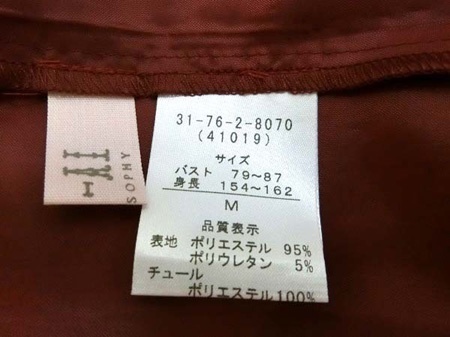 SOPHY
31-76-2-8070
(41019)
サイズ
バスト 79~87
身長 154~162
M
品質表示
表地 ポリエステル 95%
ポリウレタン 5%
チュール
ポリエステル100%